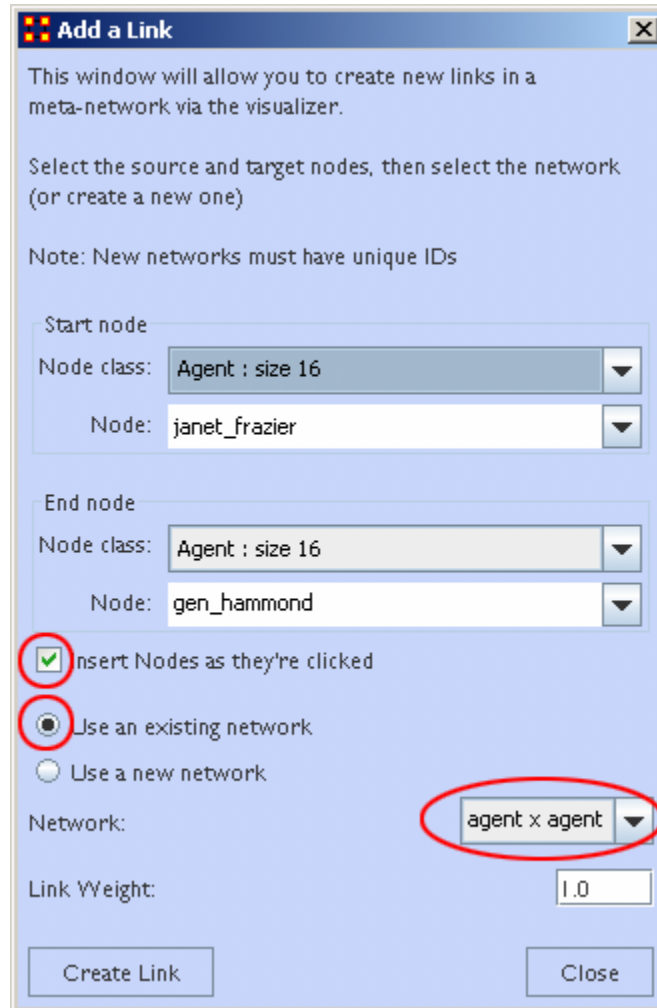 Add a Link
This window will allow you to create new links in a
meta-network via the visualizer.
Select the source and target nodes, then select the network
(or create a new one)
Note: New networks must have unique IDs
Start node
Node class: Agent : size 16
Node: janet_frazier
End node
Node class: Agent : size 16
Node: gen_hammond
Insert Nodes as they're clicked
Use an existing network
Use a new network
Network: agent x agent
Link Weight: 1.0
Create Link Close